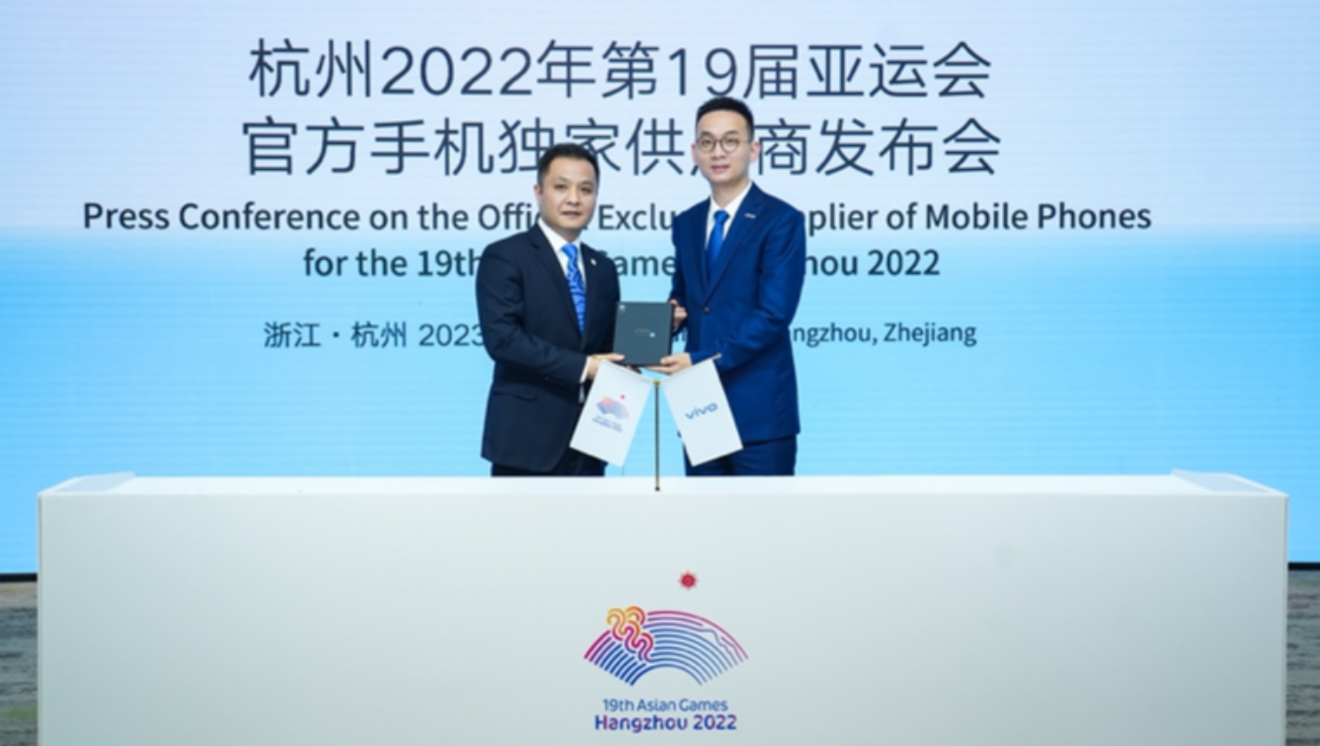 杭州2022年第19届亚运会
官方手机独家供 商发布会
Press Conference on the Offic Exclu plier of Mobile Phones
for the 19th Game hou 2022
浙江·杭州 2023 ngzhou, Zhejiang
vivo
19th Asian Games
Hangzhou 2022